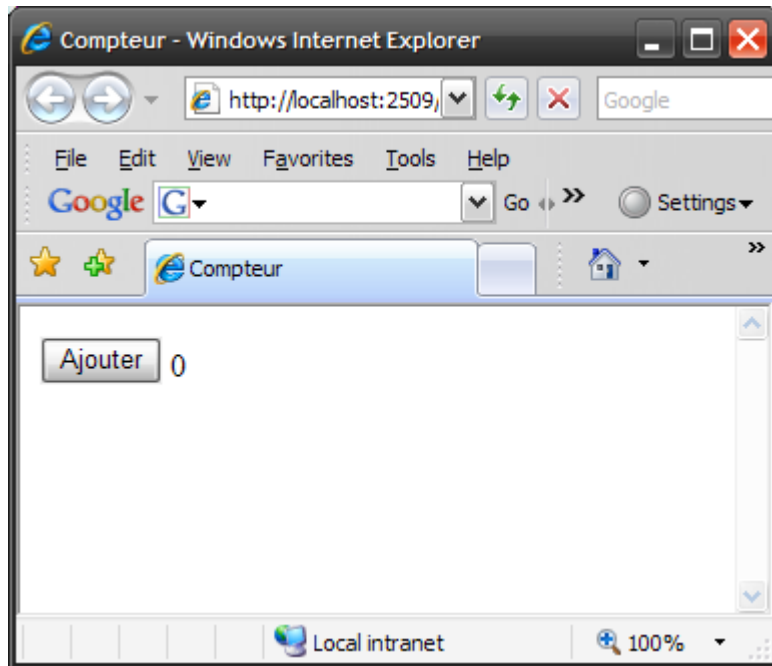 Compteur - Windows Internet Explorer
http://localhost:2509/ Google
File Edit View Favorites Tools Help
Google G Go » Settings
Compteur »
Ajouter 0
Local intranet 100%